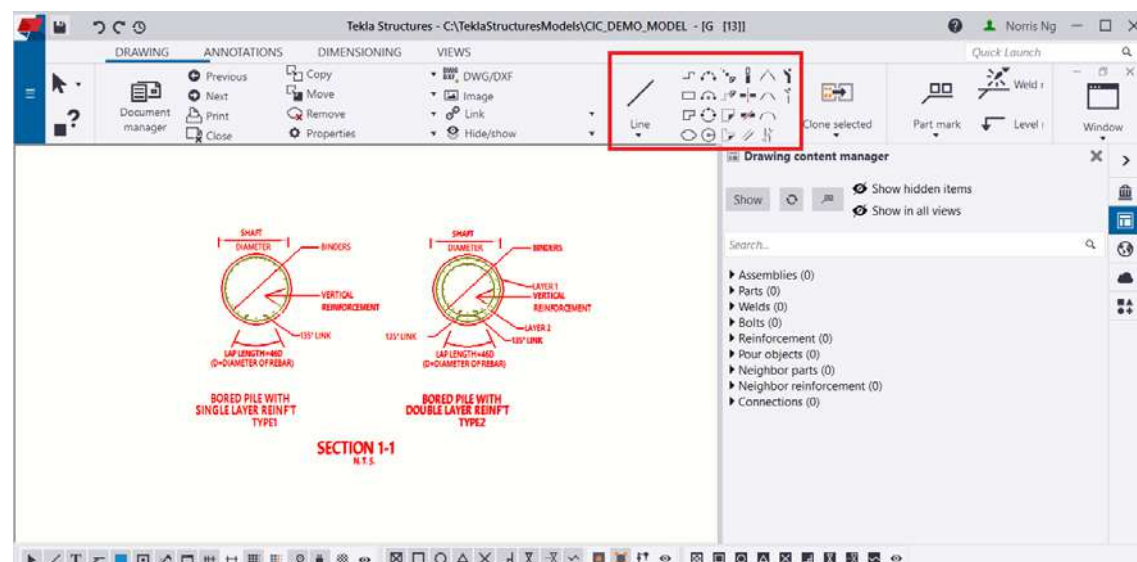 Tekla Structures - C:\TeklaStructuresModels\CIC_DEMO_MODEL - [G [13]]
Norris Ng
DRAWING ANNOTATIONS DIMENSIONING VIEWS
Quick Launch
Document manager
Previous
Next
Print
Close
Copy
Move
Remove
Properties
DWG/DXF
Image
Link
Hide/show
Line
Clone selected
Part mark
Weld
Level
Window
SHAFT
DIAMETER
BINDERS
VERTICAL
REINFORCEMENT
135° LINK
LAP LENGTH=46D
(D=DIAMETER OF REBAR)
BORED PILE WITH
SINGLE LAYER REINF'T
TYPE1
SHAFT
DIAMETER
BINDERS
LAYER 1
VERTICAL
REINFORCEMENT
LAYER 2
135° LINK
135° LINK
LAP LENGTH=46D
(D=DIAMETER OF REBAR)
BORED PILE WITH
DOUBLE LAYER REINF'T
TYPE2
SECTION 1-1
N.T.S.
Drawing content manager
Show
Show hidden items
Show in all views
Search...
Assemblies (0)
Parts (0)
Welds (0)
Bolts (0)
Reinforcement (0)
Pour objects (0)
Neighbor parts (0)
Neighbor reinforcement (0)
Connections (0)